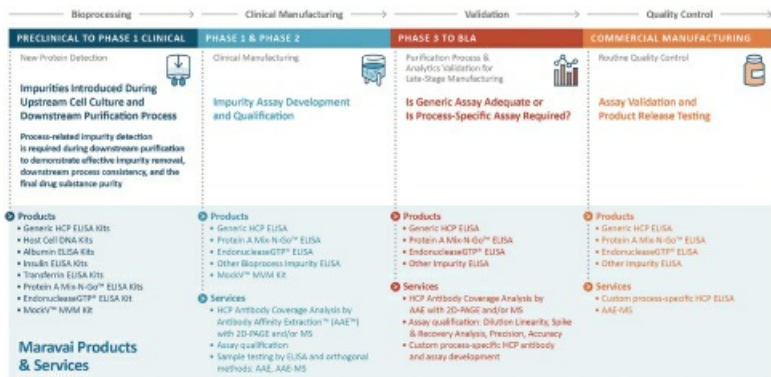 Bioprocessing
Clinical Manufacturing
Validation
Quality Control
PRECLINICAL TO PHASE 1 CLINICAL
PHASE 1 & PHASE 2
PHASE 3 TO BLA
COMMERCIAL MANUFACTURING
New Protein Detection
Impurities Introduced During
Upstream Cell Culture and
Downstream Purification Process
Process-related impurity detection
is required during downstream purification
to demonstrate effective impurity removal,
downstream process consistency, and the
final drug substance purity
Clinical Manufacturing
Impurity Assay Development
and Qualification
Purification Process &
Analytics Validation for
Late-Stage Manufacturing
Is Generic Assay Adequate or
Is Process-Specific Assay Required?
Routine Quality Control
Assay Validation and
Product Release Testing
Products
• Generic HCP ELISA Kits
• Host Cell DNA Kits
• Albumin ELISA Kits
• Insulin ELISA Kits
• Transferrin ELISA Kits
• Protein A Mix-N-Go™ ELISA Kits
• EndonucleaseGTP® ELISA Kit
• MockV™ MVM Kit
Maravai Products
& Services
Products
• Generic HCP ELISA
• Protein A Mix-N-Go™ ELISA
• EndonucleaseGTP® ELISA
• Other Bioprocess Impurity ELISA
• MockV™ MVM Kit
Services
• HCP Antibody Coverage Analysis by
Antibody Affinity Extraction™ (AAE™)
with 2D-PAGE and/or MS
• Assay qualification
• Sample testing by ELISA and orthogonal
methods: AAE, AAE-MS
Products
• Generic HCP ELISA
• Protein A Mix-N-Go™ ELISA
• EndonucleaseGTP® ELISA
• Other Impurity ELISA
Services
• HCP Antibody Coverage Analysis by
AAE with 2D-PAGE and/or MS
• Assay qualification: Dilution Linearity, Spike
& Recovery Analysis, Precision, Accuracy
• Custom process-specific HCP antibody
and assay development
Products
• Generic HCP ELISA
• Protein A Mix-N-Go™ ELISA
• EndonucleaseGTP® ELISA
• Other Impurity ELISA
Services
• Custom process-specific HCP ELISA
• AAE-MS